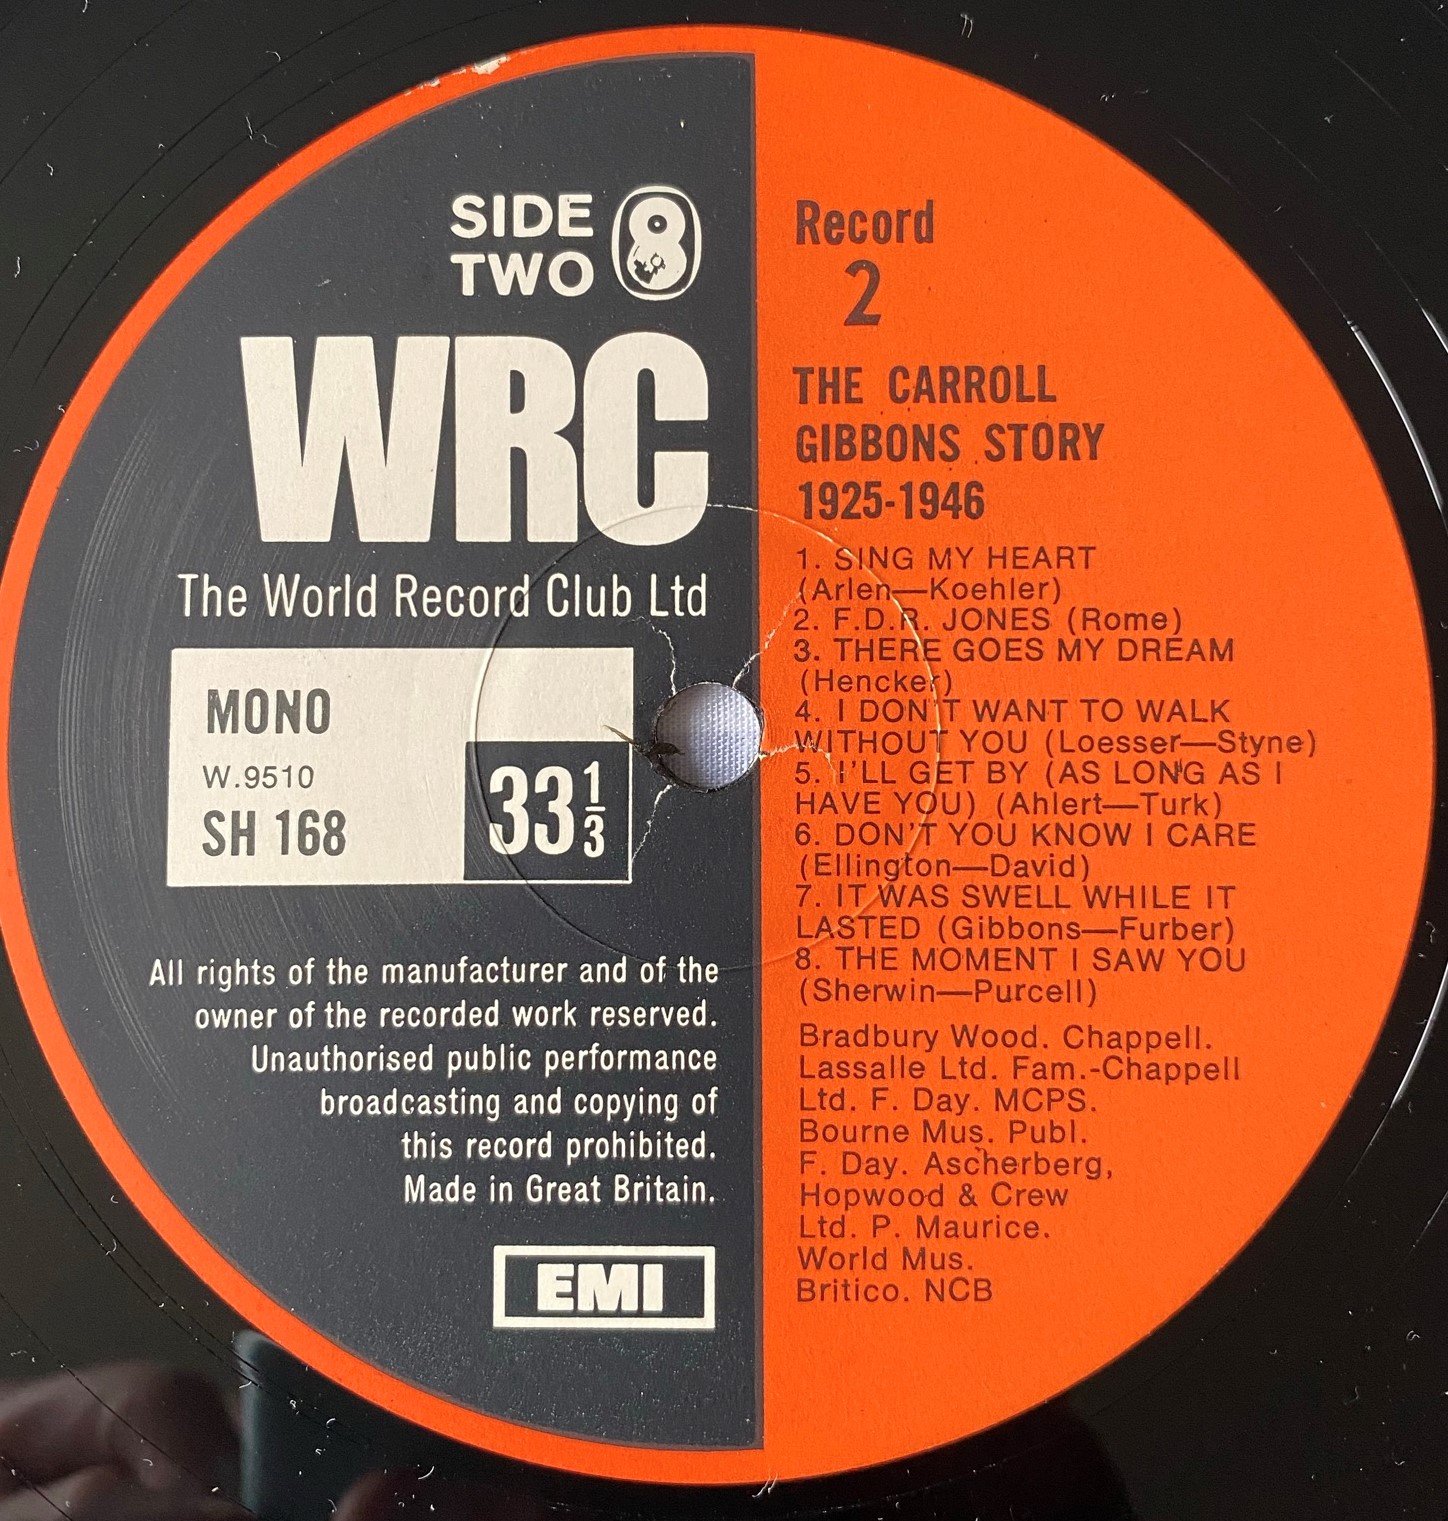 SIDE
TWO
WRC
The World Record Club Ltd
MONO
W.9510
SH 168
33 1/3
All rights of the manufacturer and of the
owner of the recorded work reserved.
Unauthorised public performance
broadcasting and copying of
this record prohibited.
Made in Great Britain.
EMI
Record
2
THE CARROLL
GIBBONS STORY
1925-1946
1. SING MY HEART
(Arlen—Koehler)
2. F.D.R. JONES (Rome)
3. THERE GOES MY DREAM
(Hencker)
4. I DON'T WANT TO WALK
WITHOUT YOU (Loesser—Styne)
5. I'LL GET BY (AS LONG AS I
HAVE YOU) (Ahlert—Turk)
6. DON'T YOU KNOW I CARE
(Ellington—David)
7. IT WAS SWELL WHILE IT
LASTED (Gibbons—Furber)
8. THE MOMENT I SAW YOU
(Sherwin—Purcell)
Bradbury Wood. Chappell.
Lassalle Ltd. Fam.-Chappell
Ltd. F. Day. MCPS.
Bourne Mus. Publ.
F. Day. Ascherberg,
Hopwood & Crew
Ltd. P. Maurice.
World Mus.
Britico. NCB